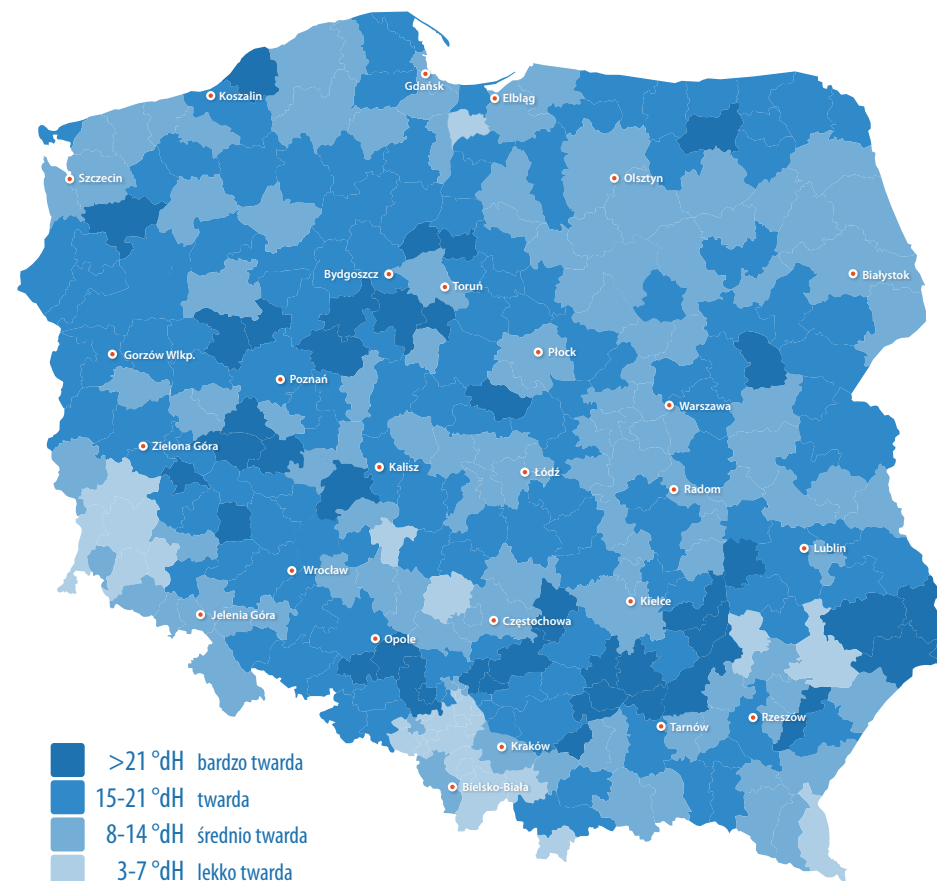 Gdańsk
Koszalin
Elbląg
Szczecin
Olsztyn
Bydgoszcz
Białystok
Toruń
Płock
Gorzów Wlkp.
Poznań
Warszawa
Zielona Góra
Kalisz
Łódź
Radom
Lublin
Wrocław
Kielce
Jelenia Góra
Częstochowa
Opole
Rzeszów
Tarnów
Kraków
Bielsko-Biała
>21 °dH bardzo twarda
15-21 °dH twarda
8-14 °dH średnio twarda
3-7 °dH lekko twarda